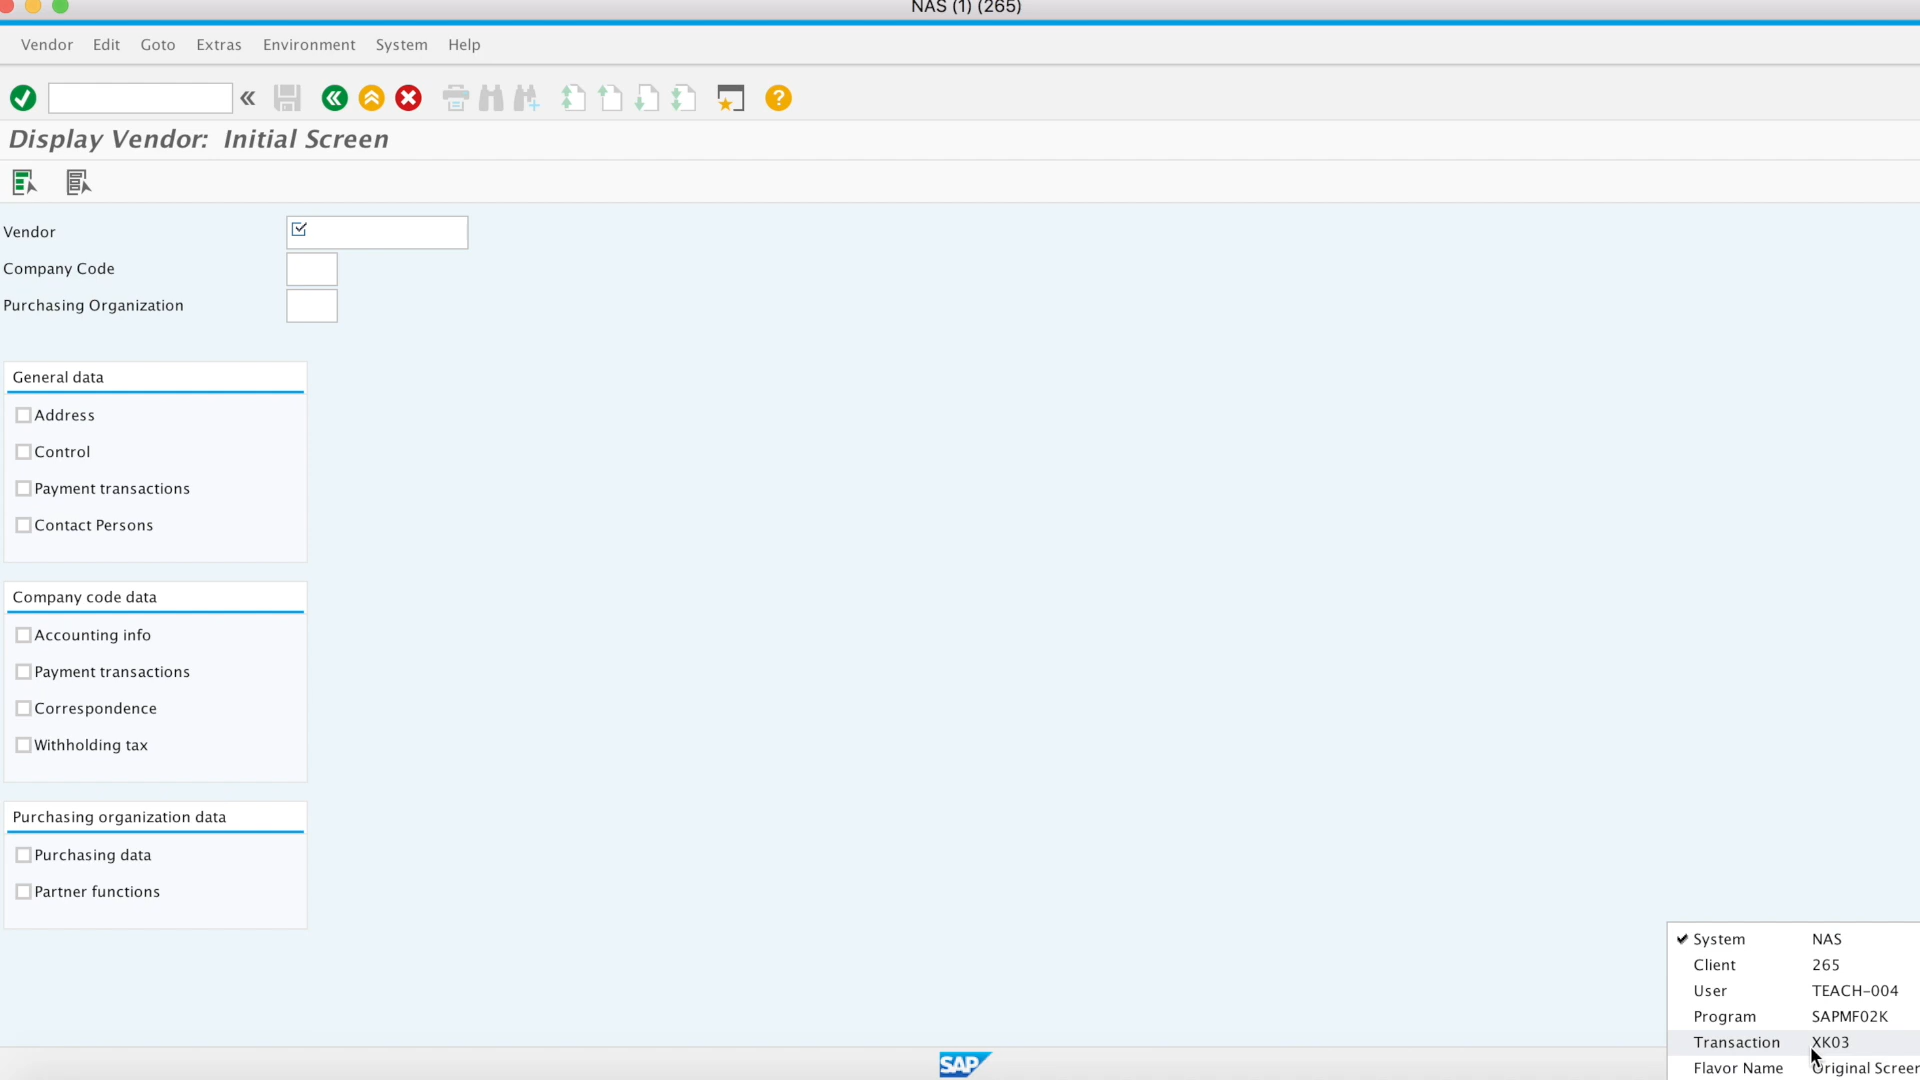 NAS (1) (265)
Vendor Edit Goto Extras Environment System Help
Display Vendor: Initial Screen
Vendor
Company Code
Purchasing Organization
General data
Address
Control
Payment transactions
Contact Persons
Company code data
Accounting info
Payment transactions
Correspondence
Withholding tax
Purchasing organization data
Purchasing data
Partner functions
System NAS
Client 265
User TEACH-004
Program SAPMF02K
Transaction XK03
Flavor Name Original Screen
SAP